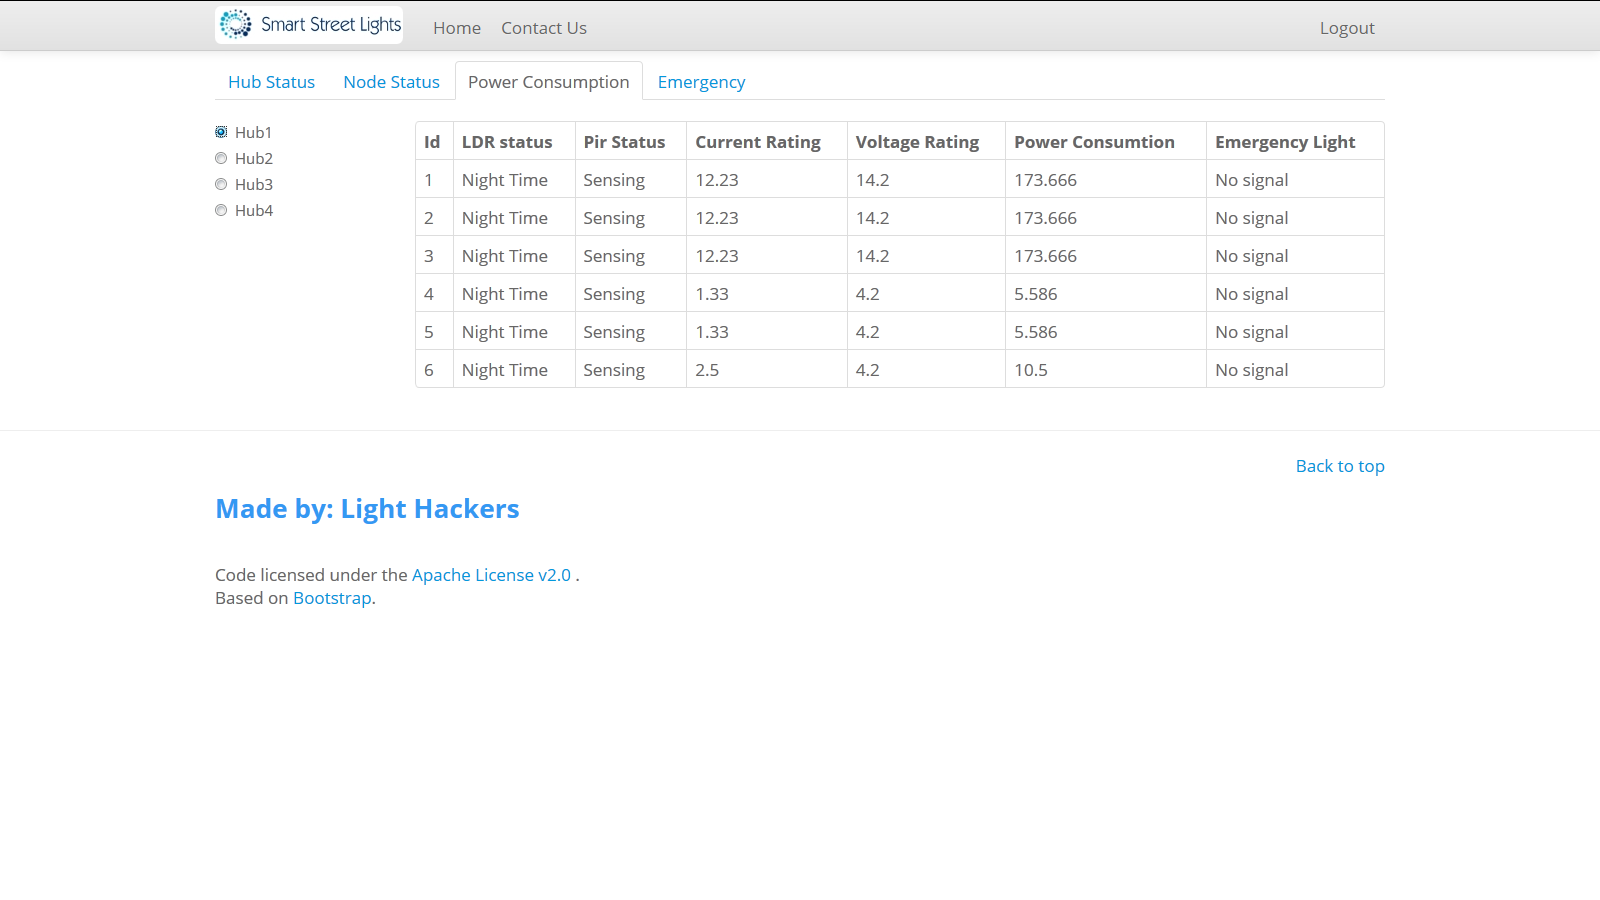 Smart Street Lights Home Contact Us Logout
Hub Status Node Status Power Consumption Emergency
Hub1
Hub2
Hub3
Hub4
Id LDR status Pir Status Current Rating Voltage Rating Power Consumtion Emergency Light
1 Night Time Sensing 12.23 14.2 173.666 No signal
2 Night Time Sensing 12.23 14.2 173.666 No signal
3 Night Time Sensing 12.23 14.2 173.666 No signal
4 Night Time Sensing 1.33 4.2 5.586 No signal
5 Night Time Sensing 1.33 4.2 5.586 No signal
6 Night Time Sensing 2.5 4.2 10.5 No signal
Back to top
Made by: Light Hackers
Code licensed under the Apache License v2.0 .
Based on Bootstrap.